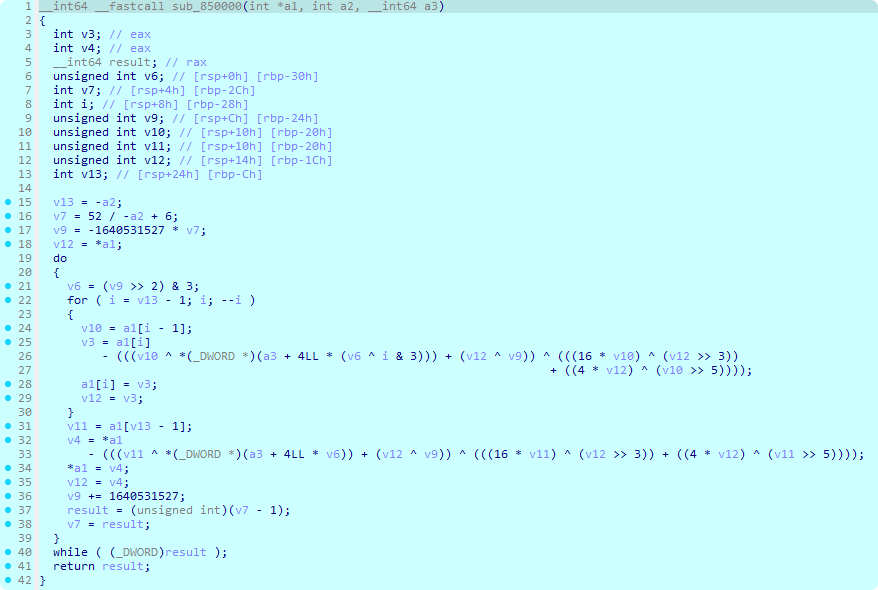 1 __int64 __fastcall sub_850000(int *a1, int a2, __int64 a3)
2 {
3 int v3; // eax
4 int v4; // eax
5 __int64 result; // rax
6 unsigned int v6; // [rsp+0h] [rbp-30h]
7 int v7; // [rsp+4h] [rbp-2Ch]
8 int i; // [rsp+8h] [rbp-28h]
9 unsigned int v9; // [rsp+Ch] [rbp-24h]
10 unsigned int v10; // [rsp+10h] [rbp-20h]
11 unsigned int v11; // [rsp+10h] [rbp-20h]
12 unsigned int v12; // [rsp+14h] [rbp-1Ch]
13 int v13; // [rsp+24h] [rbp-Ch]
14
15 v13 = -a2;
16 v7 = 52 / -a2 + 6;
17 v9 = -1640531527 * v7;
18 v12 = *a1;
19 do
20 {
21 v6 = (v9 >> 2) & 3;
22 for ( i = v13 - 1; i; --i )
23 {
24 v10 = a1[i - 1];
25 v3 = a1[i]
26 - (((v10 ^ *(_DWORD *)(a3 + 4LL * (v6 ^ i & 3))) + (v12 ^ v9)) ^ (((16 * v10) ^ (v12 >> 3))
27 + ((4 * v12) ^ (v10 >> 5))));
28 a1[i] = v3;
29 v12 = v3;
30 }
31 v11 = a1[v13 - 1];
32 v4 = *a1
33 - (((v11 ^ *(_DWORD *)(a3 + 4LL * v6)) + (v12 ^ v9)) ^ (((16 * v11) ^ (v12 >> 3)) + ((4 * v12) ^ (v11 >> 5))));
34 *a1 = v4;
35 v12 = v4;
36 v9 += 1640531527;
37 result = (unsigned int)(v7 - 1);
38 v7 = result;
39 }
40 while ( (_DWORD)result );
41 return result;
42 }